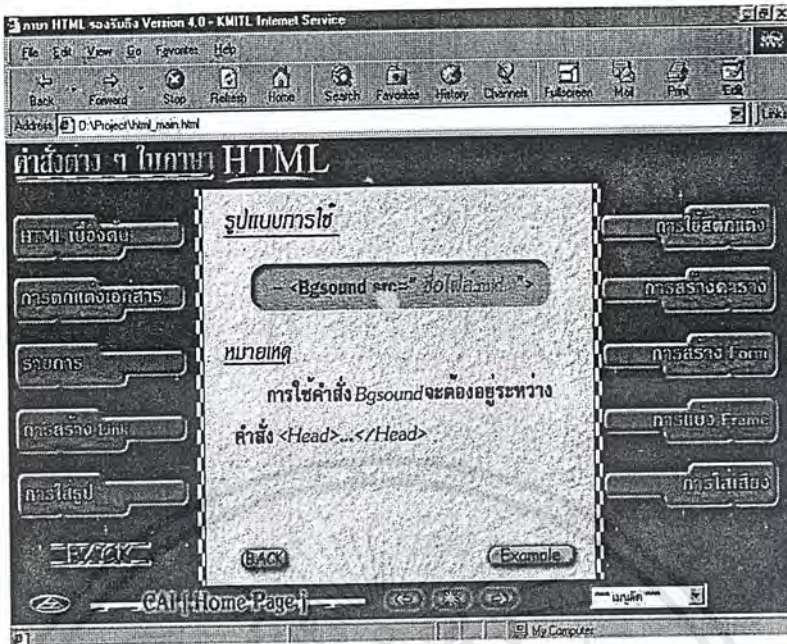 ภาษา HTML รองรับถึง Version 4.0 - KMITL Internet Service
File Edit View Go Favorites Help
Back Forward Stop Refresh Home Search Favorites History Channels Fullscreen Mail Print Edit
Address D:\Project\html_main.html Links
คำสั่งต่าง ๆ ในภาษา HTML
HTML เบื้องต้น
การตกแต่งเอกสาร
รายการ
การสร้าง Link
การใส่รูป
BACK
รูปแบบการใช้
- <Bgsound src=" ชื่อไฟล์ ">
หมายเหตุ
การใช้คำสั่ง Bgsound จะต้องอยู่ระหว่าง
คำสั่ง <Head>...</Head>
BACK Example
การใช้สีตกแต่ง
การสร้างตาราง
การสร้าง Form
การแบ่ง Frame
การใส่เสียง
CAI [ Home Page ]
*** เมนูลัด ***
My Computer